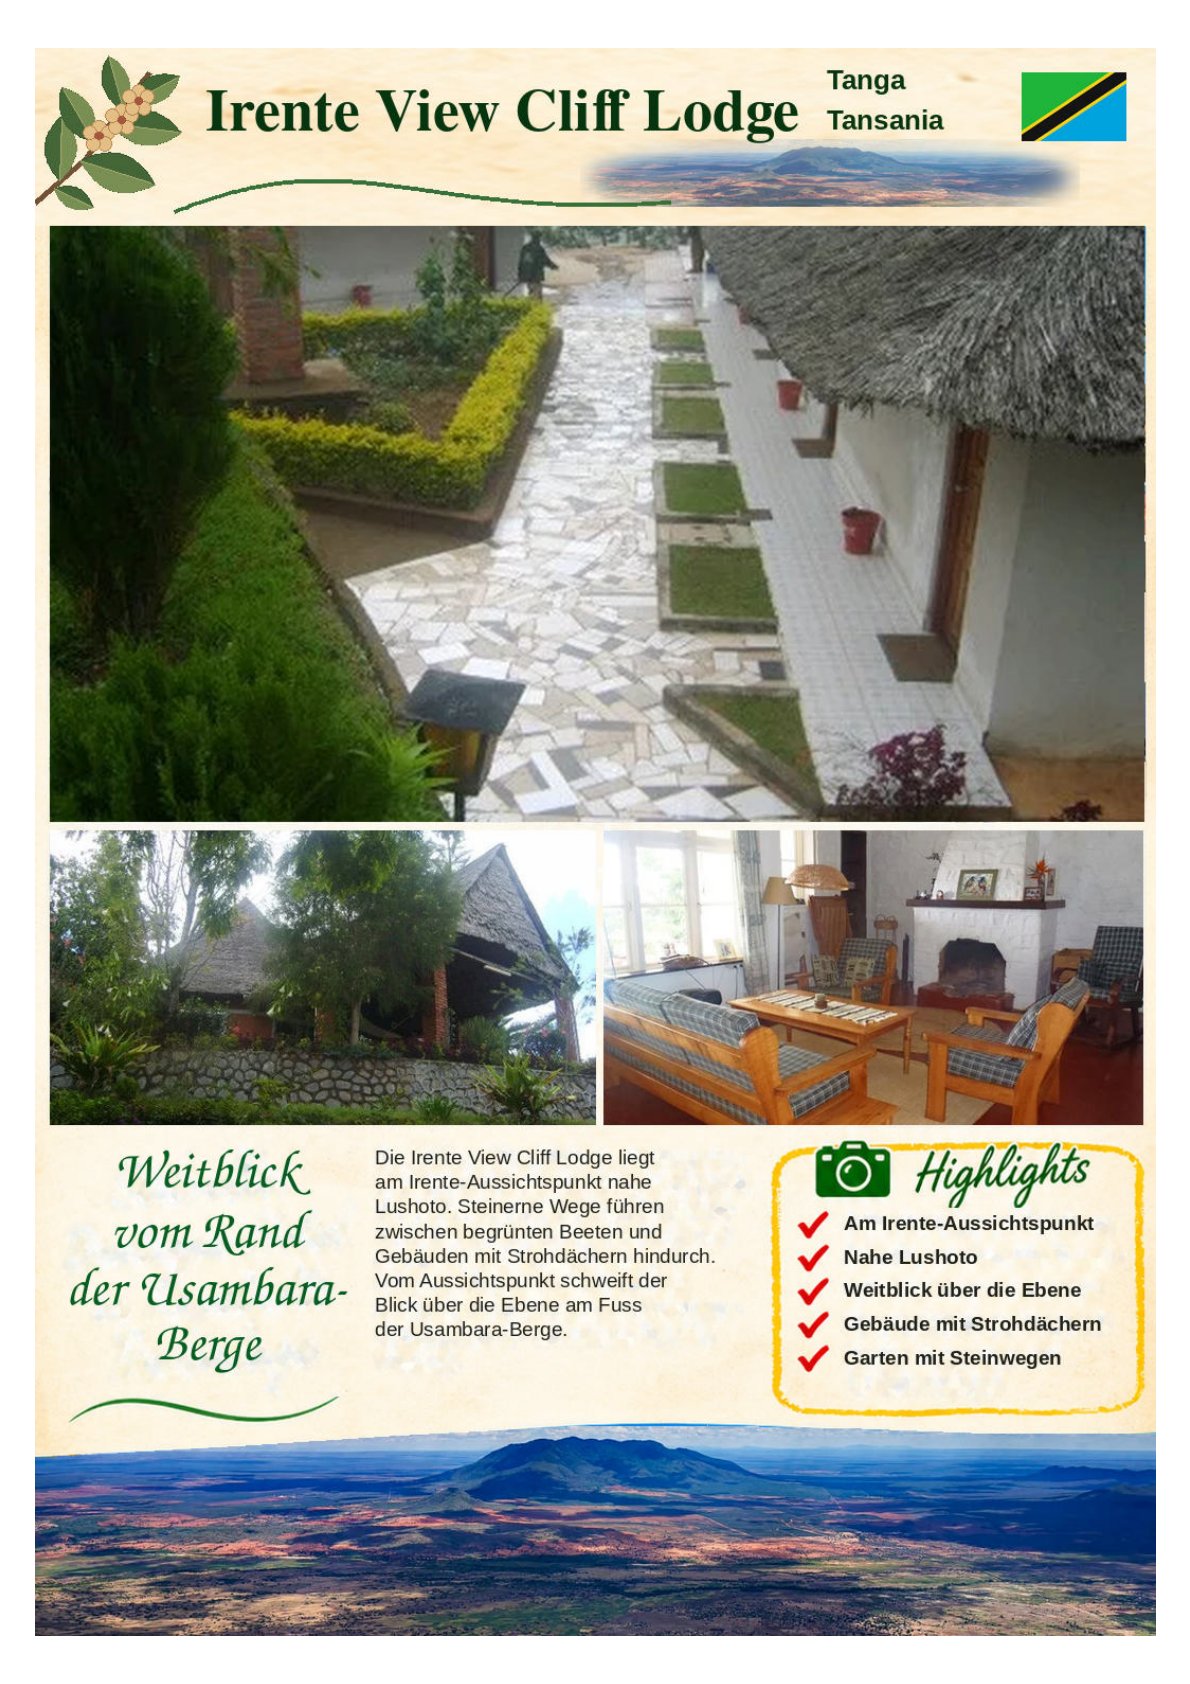 Irente View Cliff Lodge
Tanga
Tansania
Weitblick
vom Rand
der Usambara-
Berge
Die Irente View Cliff Lodge liegt
am Irente-Aussichtspunkt nahe
Lushoto. Steinerne Wege führen
zwischen begrünten Beeten und
Gebäuden mit Strohdächern hindurch.
Vom Aussichtspunkt schweift der
Blick über die Ebene am Fuss
der Usambara-Berge.
Highlights
Am Irente-Aussichtspunkt
Nahe Lushoto
Weitblick über die Ebene
Gebäude mit Strohdächern
Garten mit Steinwegen